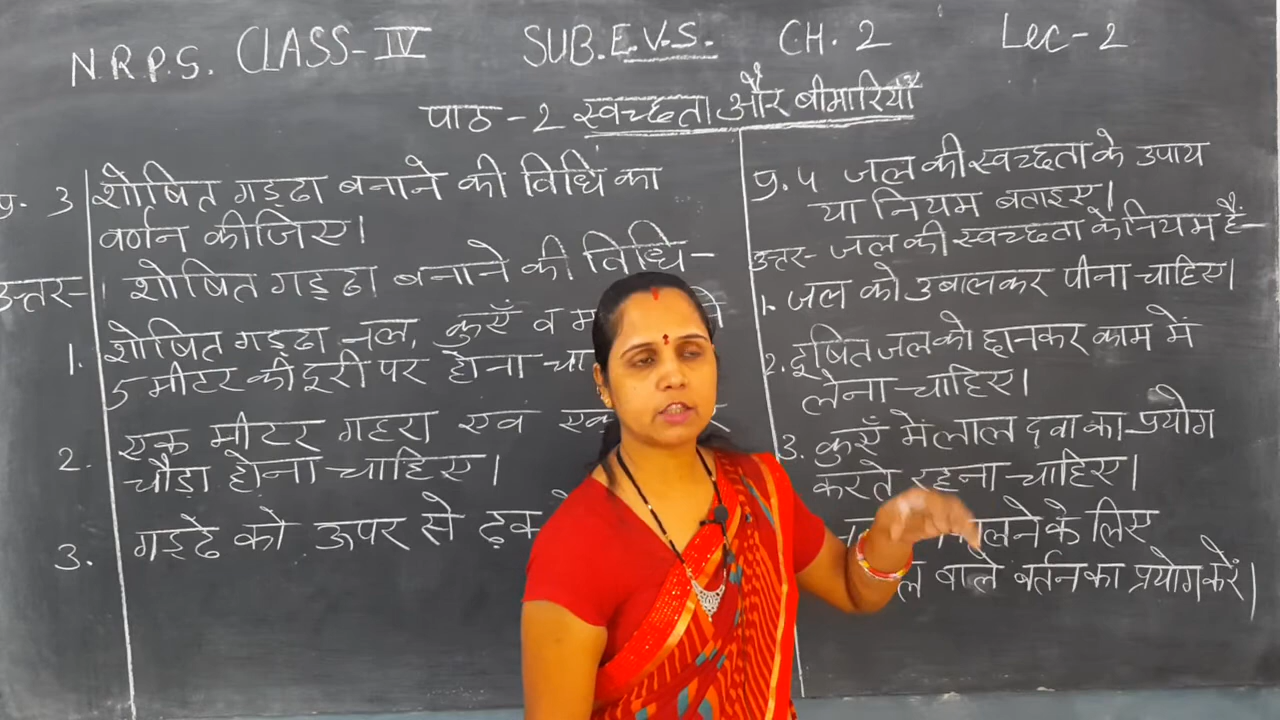 N.R.P.S. CLASS-IV SUB.E.V.S. CH. 2 Lec-2
पाठ-2 स्वच्छता और बीमारियाँ
प्र. 3 शोषित गड्ढा बनाने की विधि का
वर्णन कीजिए।
उत्तर- शोषित गड्ढा बनाने की विधि-
1. शोषित गड्ढा नल, कुएँ व
5 मीटर की दूरी पर होना
2. एक मीटर गहरा एवं एक
चौड़ा होना चाहिए।
3. गड्ढे को ऊपर से
प्र. 4 जल की स्वच्छता के उपाय
या नियम बताइए।
उत्तर- जल की स्वच्छता के नियम हैं-
1. जल को उबालकर पीना चाहिए।
2. दूषित जल को छानकर काम में
लेना चाहिए।
3. कुएँ में लाल दवा का प्रयोग
करते रहना चाहिए।
के लिए
वाले बर्तन का प्रयोग करें।